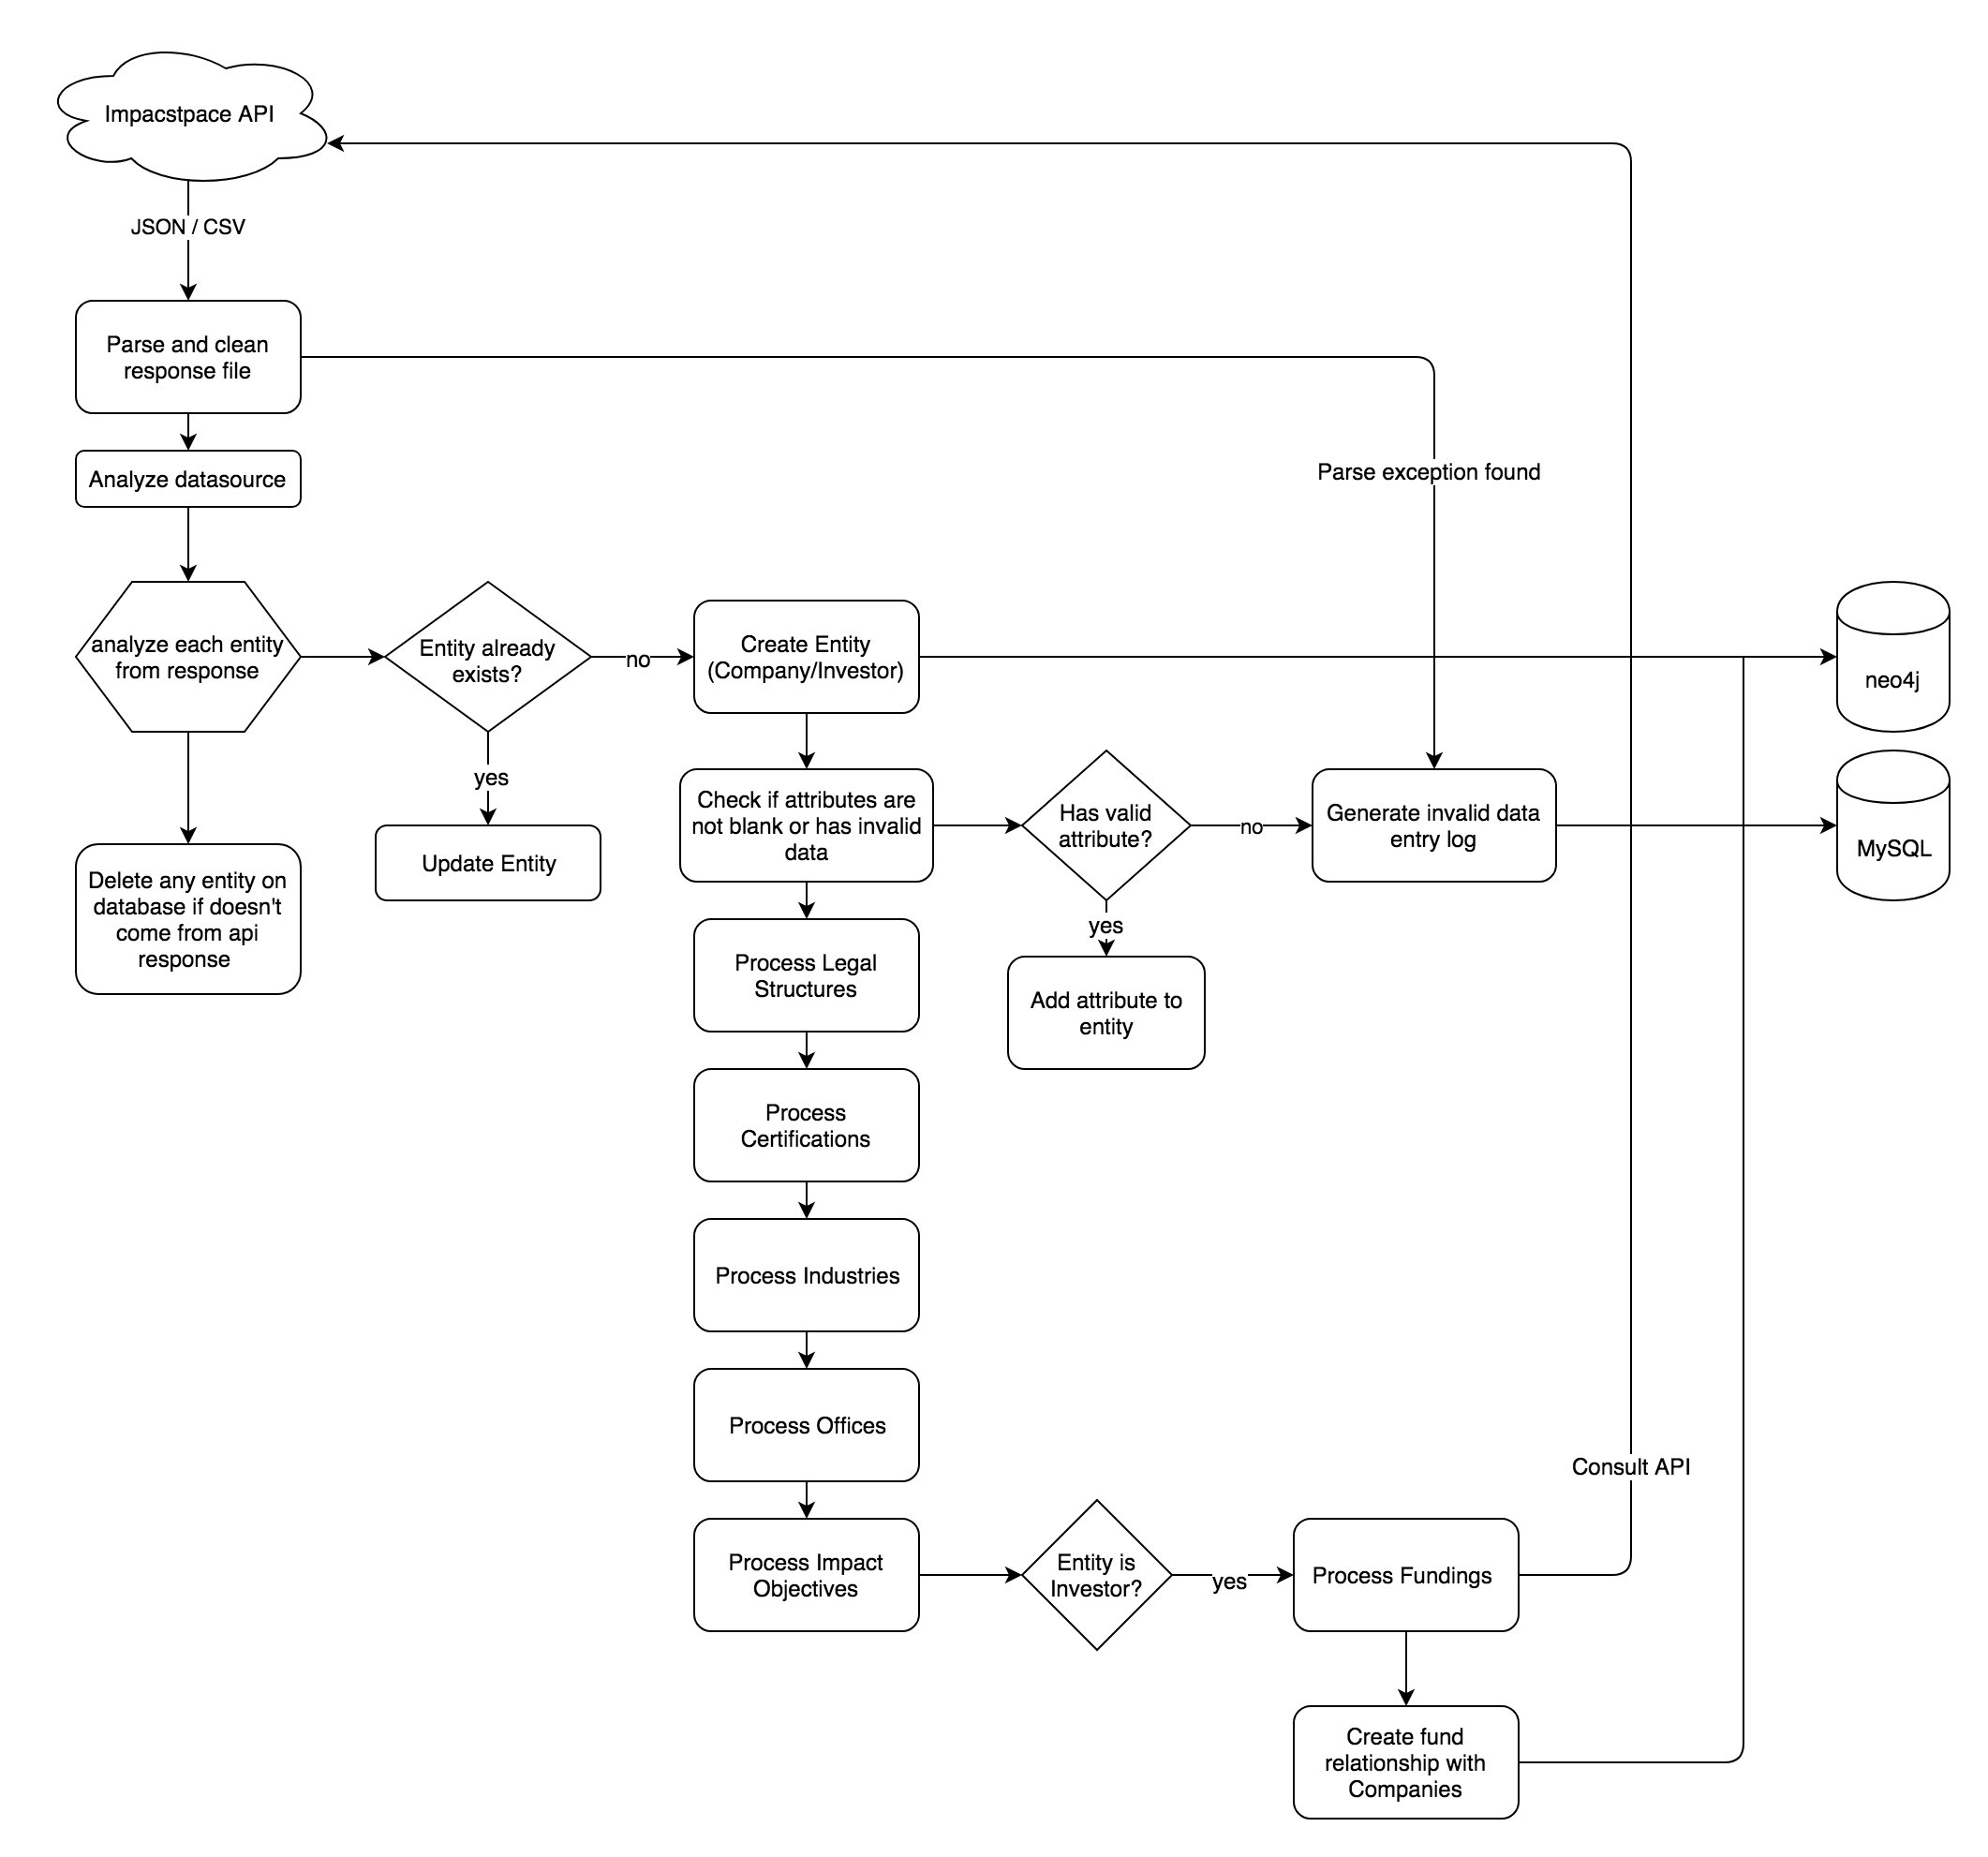 Impacstpace API
JSON / CSV
Parse and clean
response file
Analyze datasource
Parse exception found
analyze each entity
from response
Entity already
exists?
no
Create Entity
(Company/Investor)
neo4j
yes
Update Entity
Check if attributes are
not blank or has invalid
data
Has valid
attribute?
no
Generate invalid data
entry log
MySQL
Delete any entity on
database if doesn't
come from api
response
yes
Add attribute to
entity
Process Legal
Structures
Process
Certifications
Process Industries
Process Offices
Consult API
Process Impact
Objectives
Entity is
Investor?
yes
Process Fundings
Create fund
relationship with
Companies